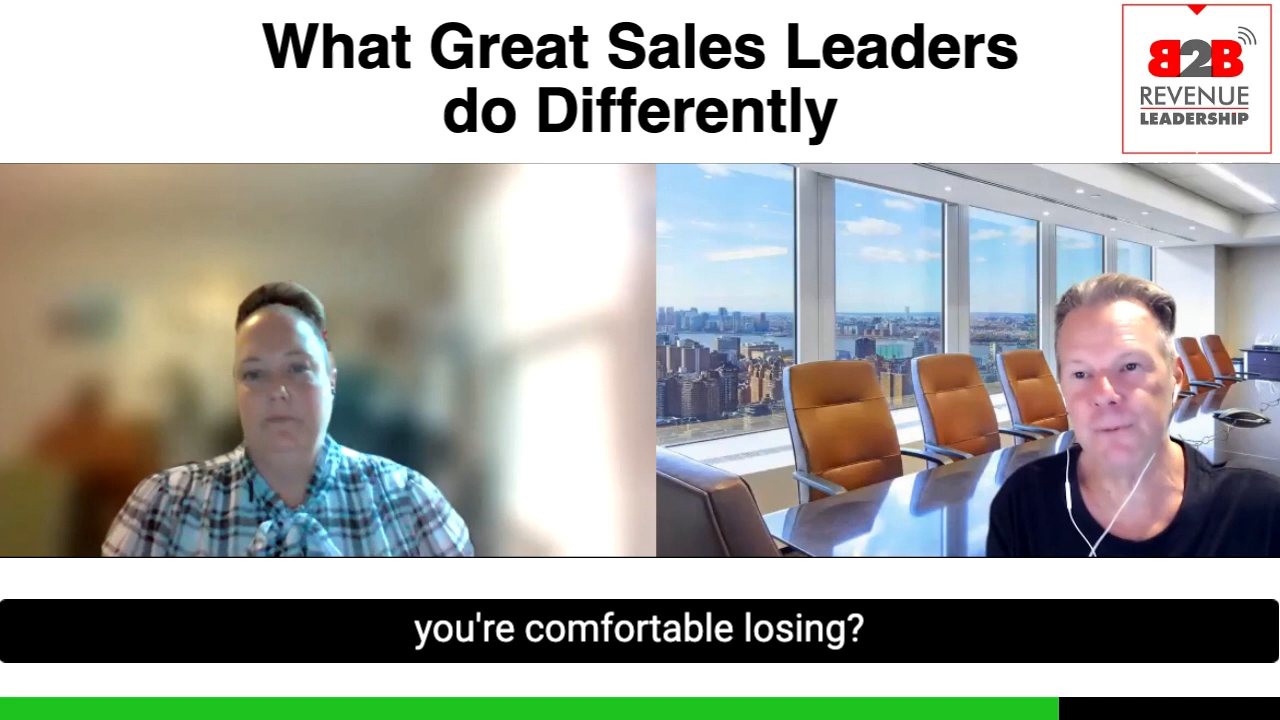 What Great Sales Leaders
do Differently
B2B
REVENUE
LEADERSHIP
you're comfortable losing?